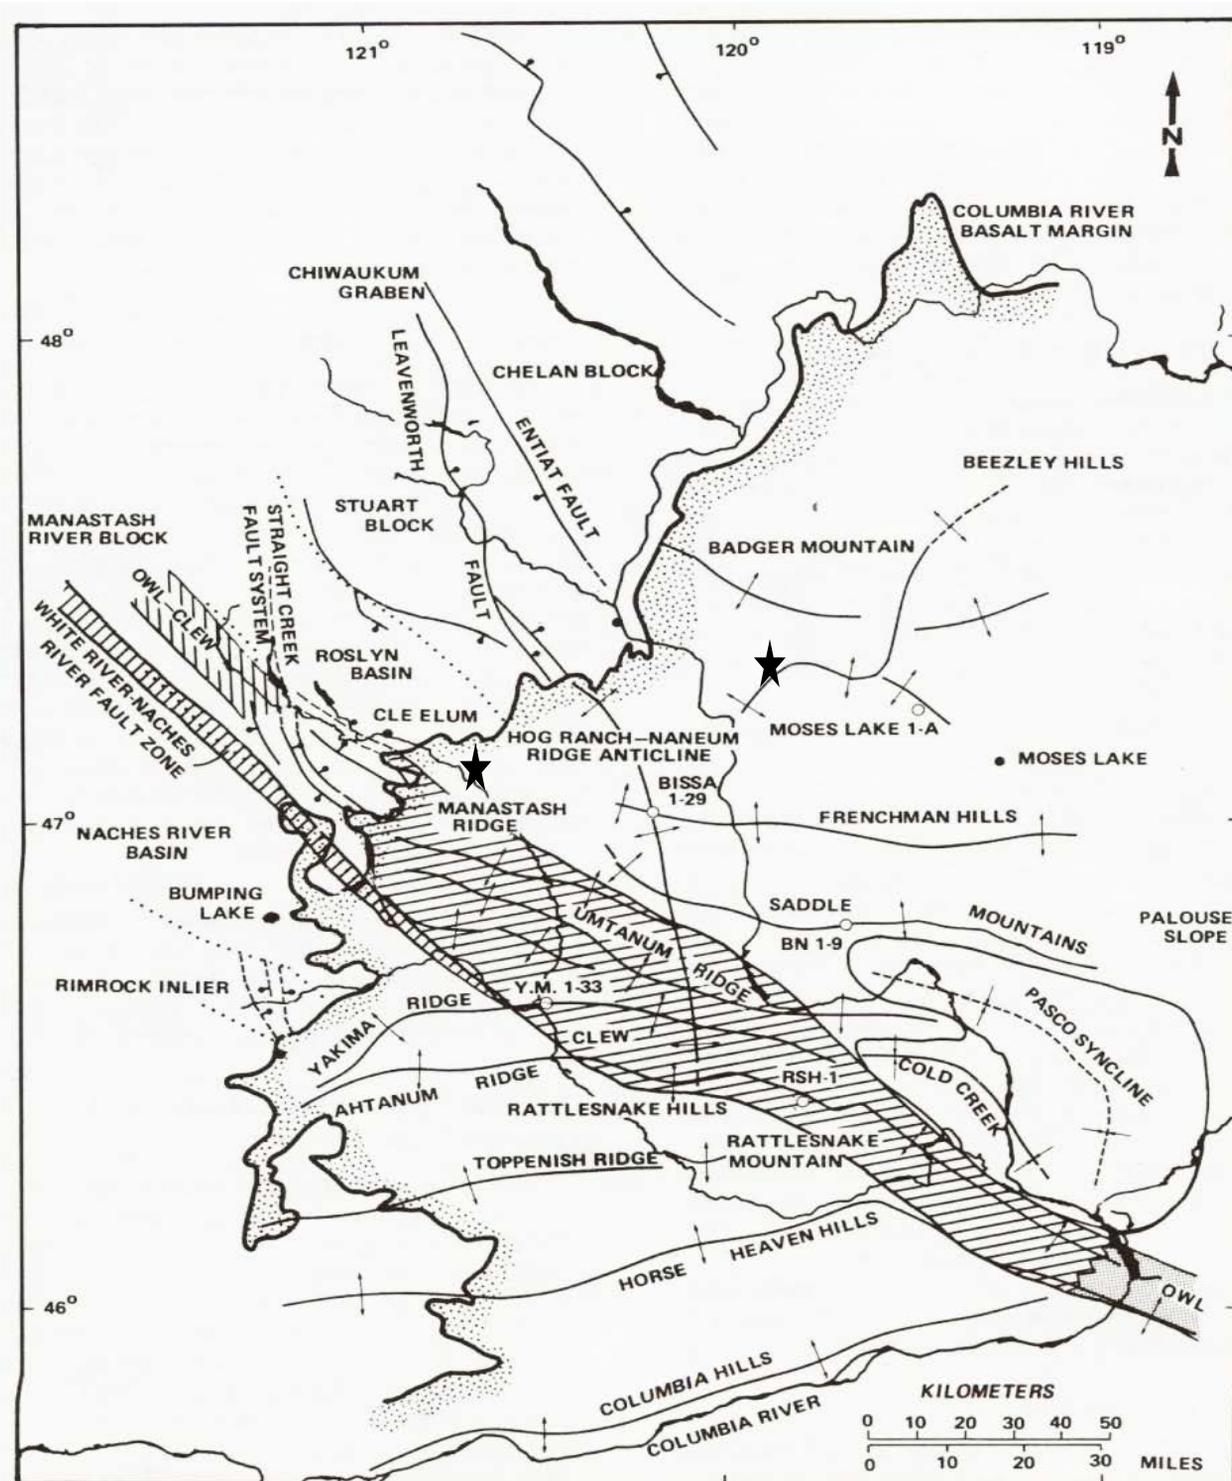 121°
120°
119°
N
COLUMBIA RIVER
BASALT MARGIN
CHIWAUKUM
GRABEN
48°
LEAVENWORTH
CHELAN BLOCK
ENTIAT FAULT
BEEZLEY HILLS
STUART
BLOCK
MANASTASH
RIVER BLOCK
STRAIGHT CREEK
FAULT SYSTEM
BADGER MOUNTAIN
FAULT
OWL-CLEW
WHITE RIVER-NACHES
RIVER FAULT ZONE
ROSLYN
BASIN
CLE ELUM
HOG RANCH–NANEUM
RIDGE ANTICLINE
MOSES LAKE 1-A
MOSES LAKE
BISSA
1-29
MANASTASH
RIDGE
FRENCHMAN HILLS
47°
NACHES RIVER
BASIN
BUMPING
LAKE
SADDLE
MOUNTAINS
BN 1-9
PALOUSE
SLOPE
UMTANUM
RIDGE
RIMROCK INLIER
Y.M. 1-33
YAKIMA
RIDGE
PASCO SYNCLINE
CLEW
COLD CREEK
RSH-1
AHTANUM
RIDGE
RATTLESNAKE HILLS
RATTLESNAKE
MOUNTAIN
TOPPENISH RIDGE
HORSE HEAVEN HILLS
46°
OWL
COLUMBIA HILLS
COLUMBIA RIVER
KILOMETERS
0 10 20 30 40 50
0 10 20 30 MILES